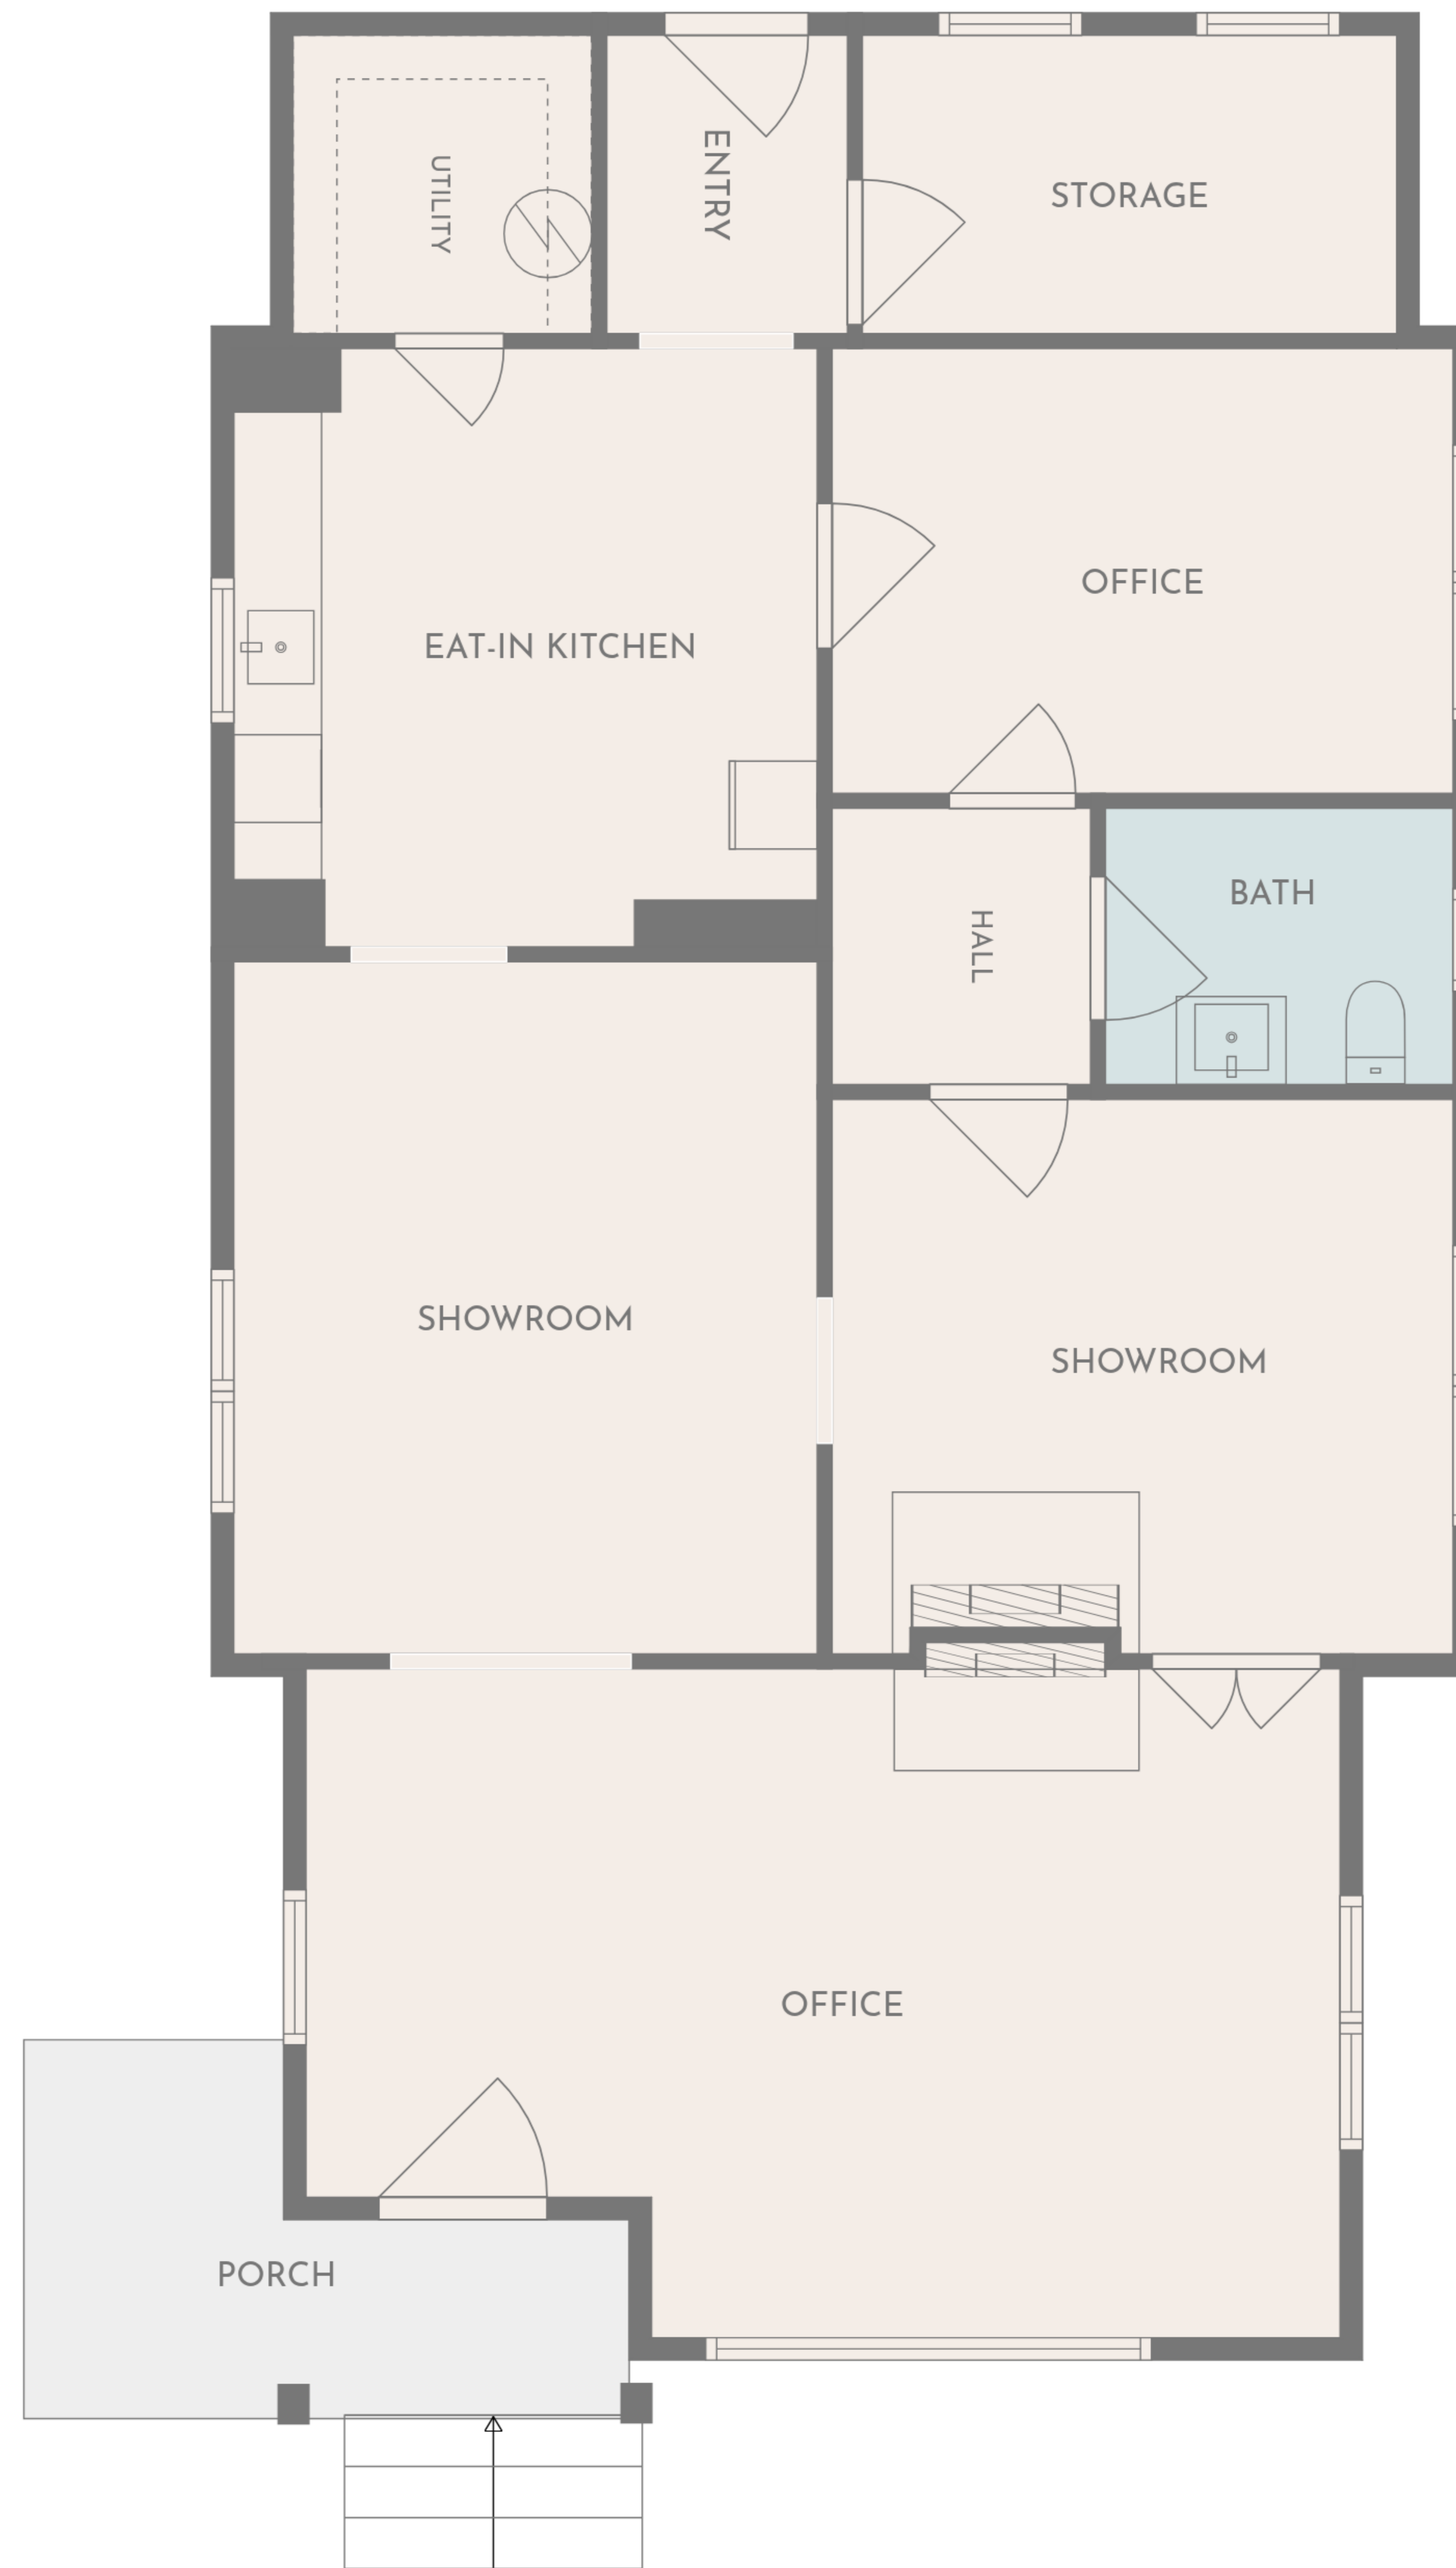 UTILITY
ENTRY
STORAGE
OFFICE
EAT-IN KITCHEN
BATH
HALL
SHOWROOM
SHOWROOM
OFFICE
PORCH